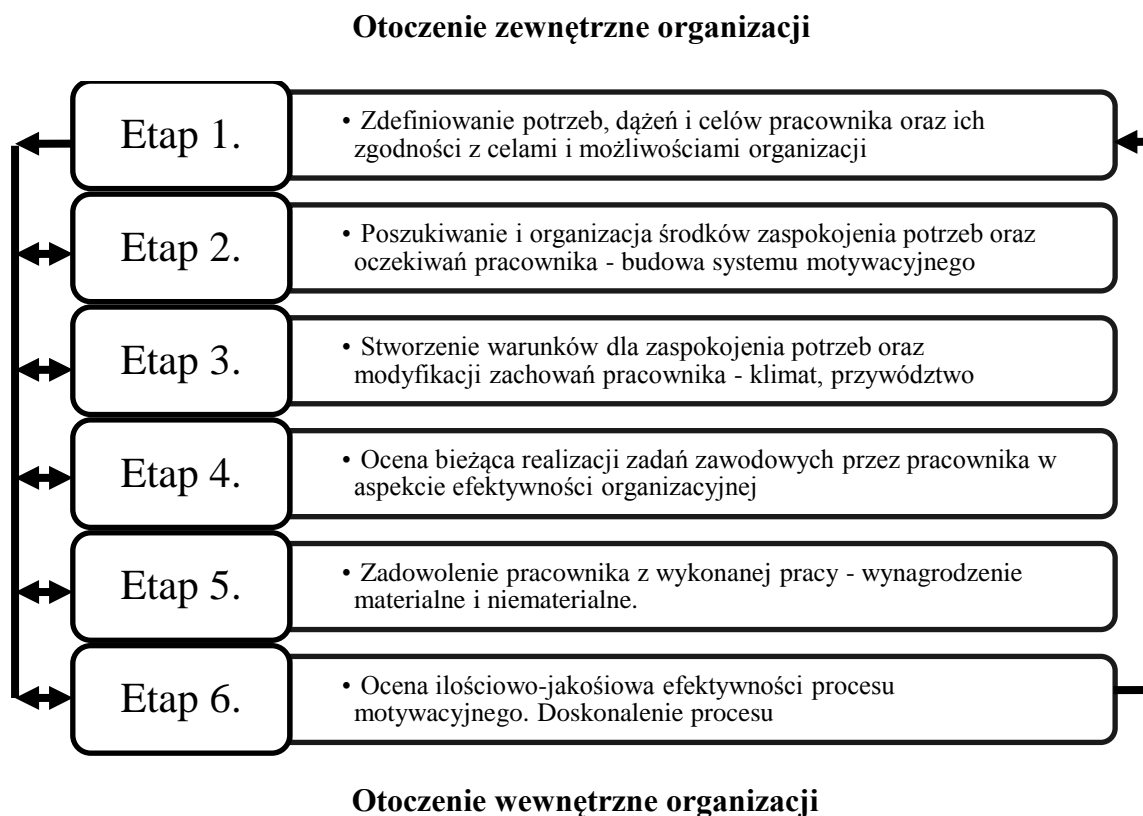 Otoczenie zewnętrzne organizacji
Etap 1.
• Zdefiniowanie potrzeb, dążeń i celów pracownika oraz ich
zgodności z celami i możliwościami organizacji
Etap 2.
• Poszukiwanie i organizacja środków zaspokojenia potrzeb oraz
oczekiwań pracownika - budowa systemu motywacyjnego
Etap 3.
• Stworzenie warunków dla zaspokojenia potrzeb oraz
modyfikacji zachowań pracownika - klimat, przywództwo
Etap 4.
• Ocena bieżąca realizacji zadań zawodowych przez pracownika w
aspekcie efektywności organizacyjnej
Etap 5.
• Zadowolenie pracownika z wykonanej pracy - wynagrodzenie
materialne i niematerialne.
Etap 6.
• Ocena ilościowo-jakośiowa efektywności procesu
motywacyjnego. Doskonalenie procesu
Otoczenie wewnętrzne organizacji